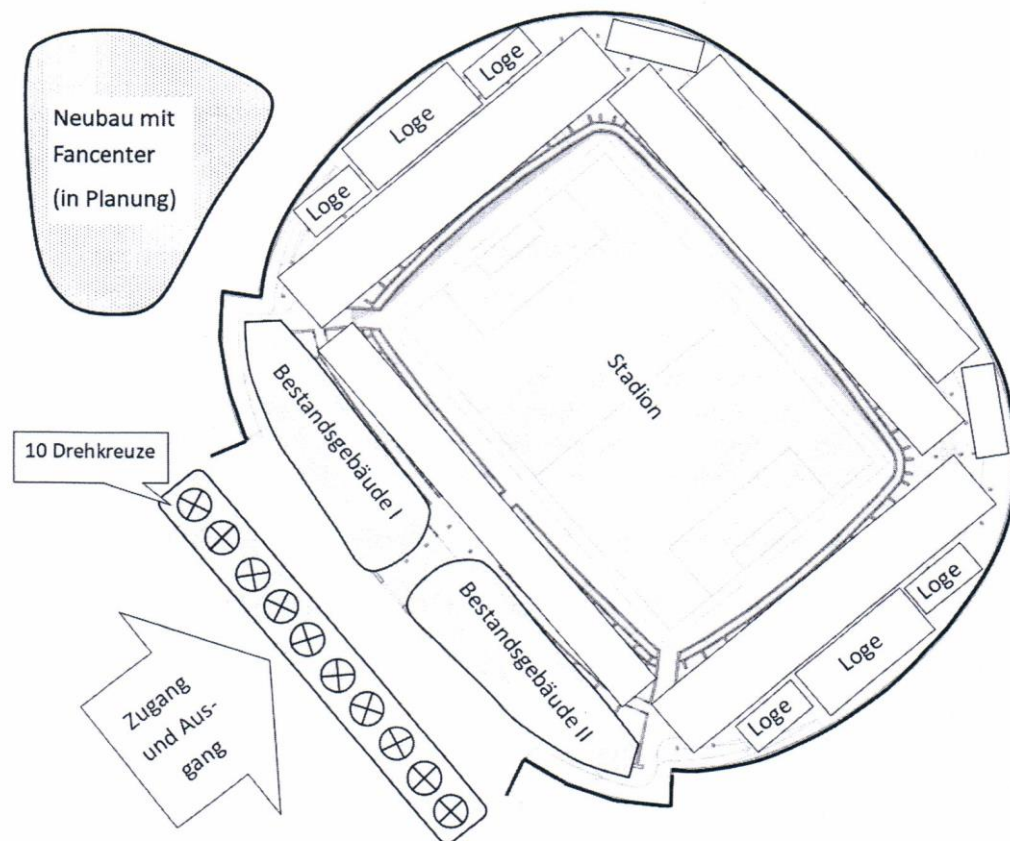 Neubau mit
Fancenter
(in Planung)
Loge
Loge
Loge
Stadion
Bestandsgebäude I
10 Drehkreuze
Bestandsgebäude II
Zugang
und Aus-
gang
Loge
Loge
Loge